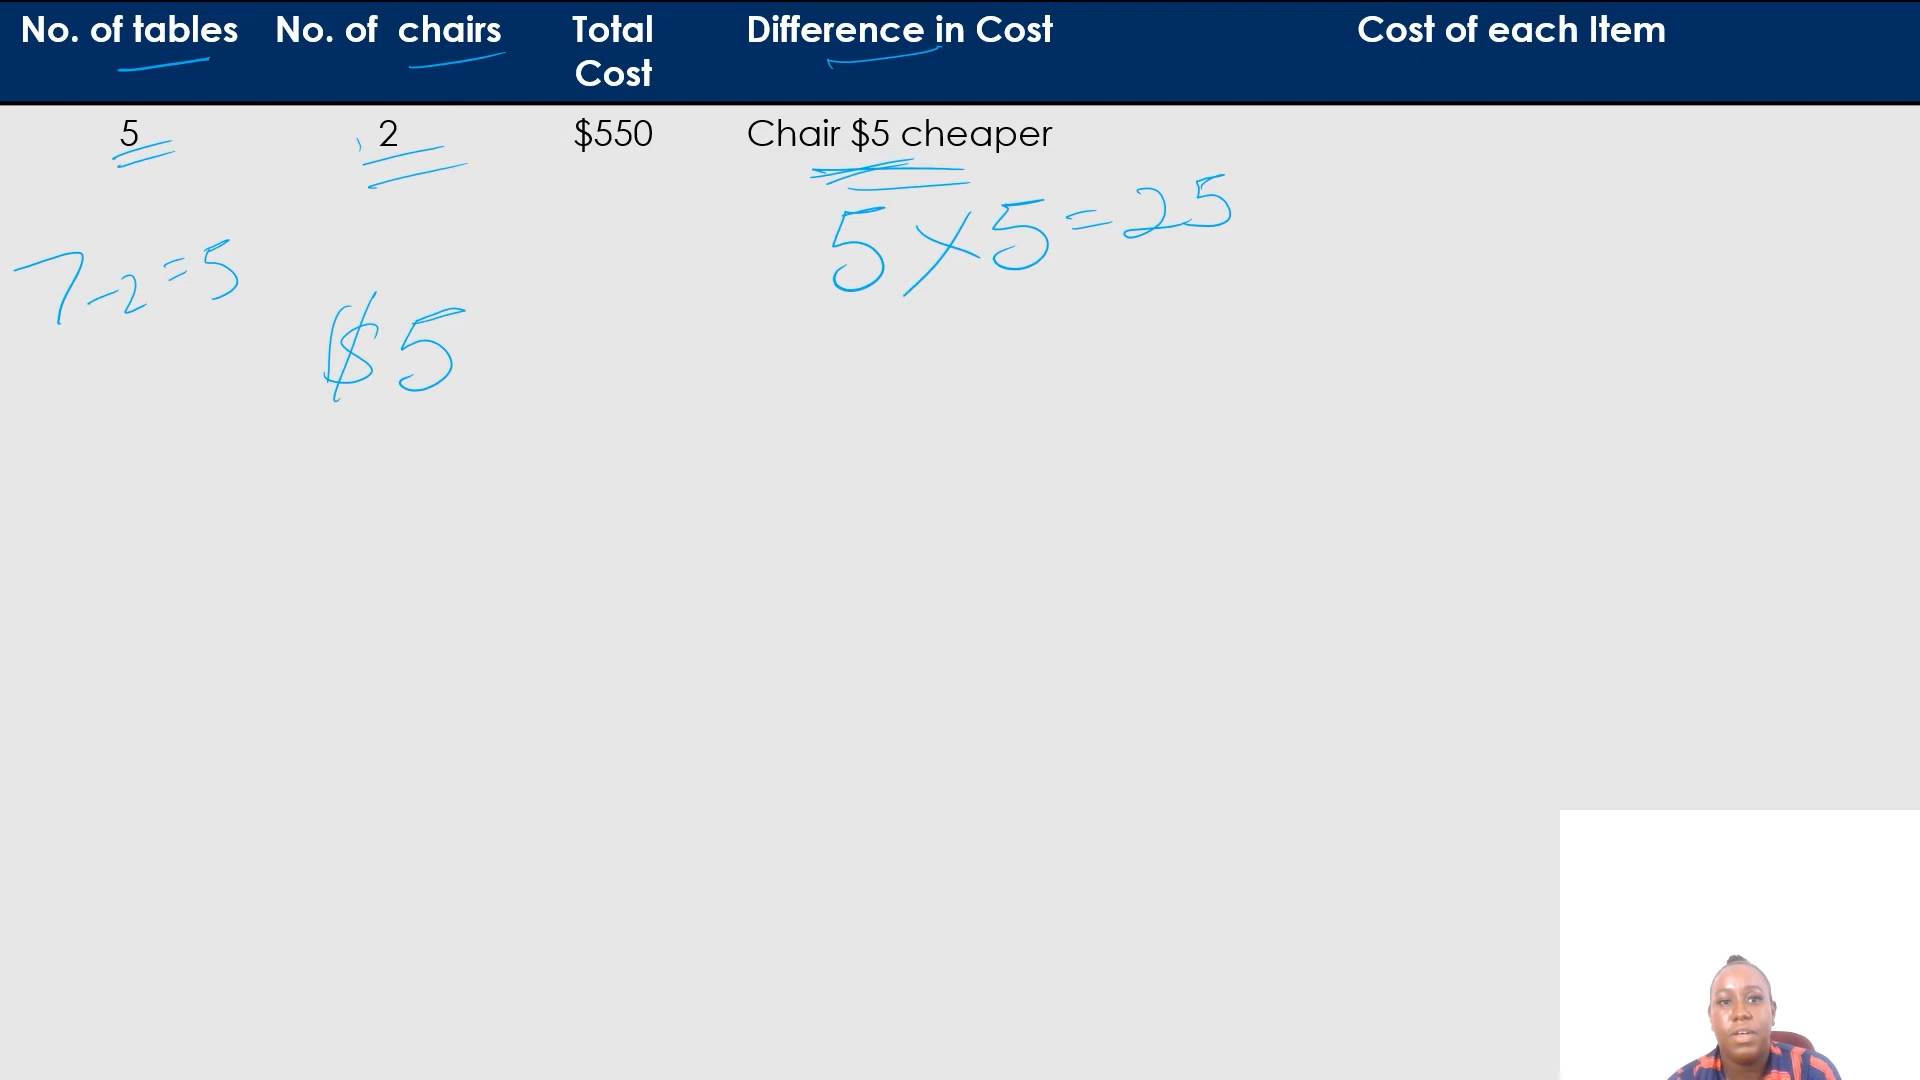 No. of tables No. of chairs Total Cost Difference in Cost Cost of each Item
5 2 $550 Chair $5 cheaper
5 × 5 = 25
7 - 2 = 5
$5